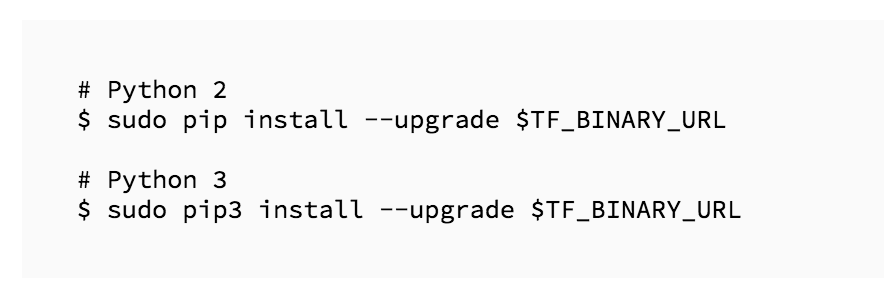 # Python 2
$ sudo pip install --upgrade $TF_BINARY_URL
# Python 3
$ sudo pip3 install --upgrade $TF_BINARY_URL